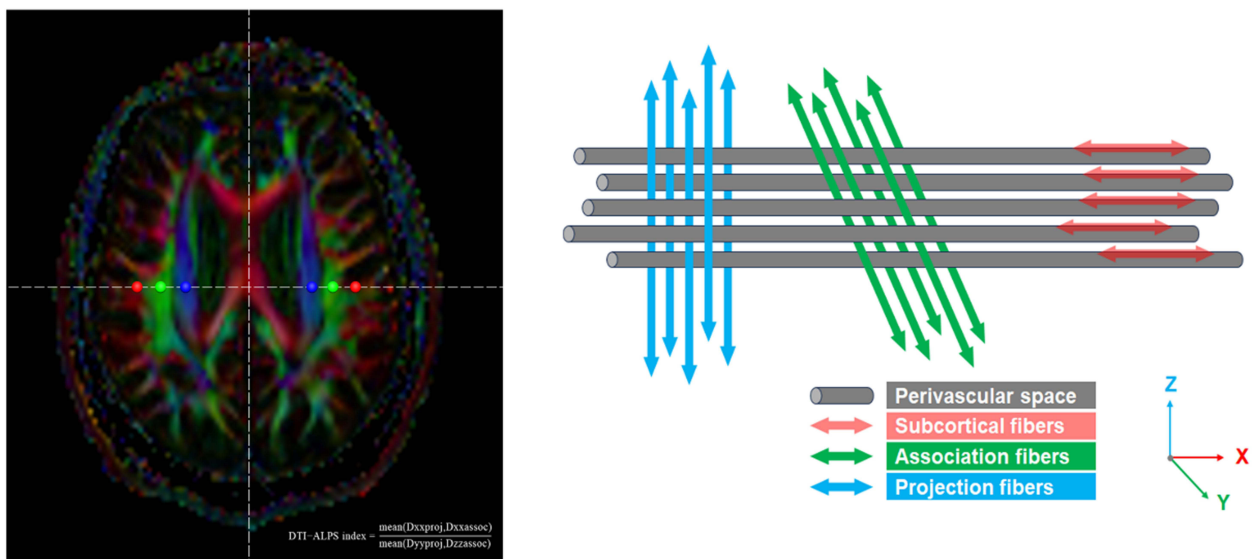 DTI-ALPS index = mean(Dxxproj,Dxxassoc)
mean(Dyyproj,Dzzassoc)
Perivascular space
Subcortical fibers
Association fibers
Projection fibers
Z
X
Y